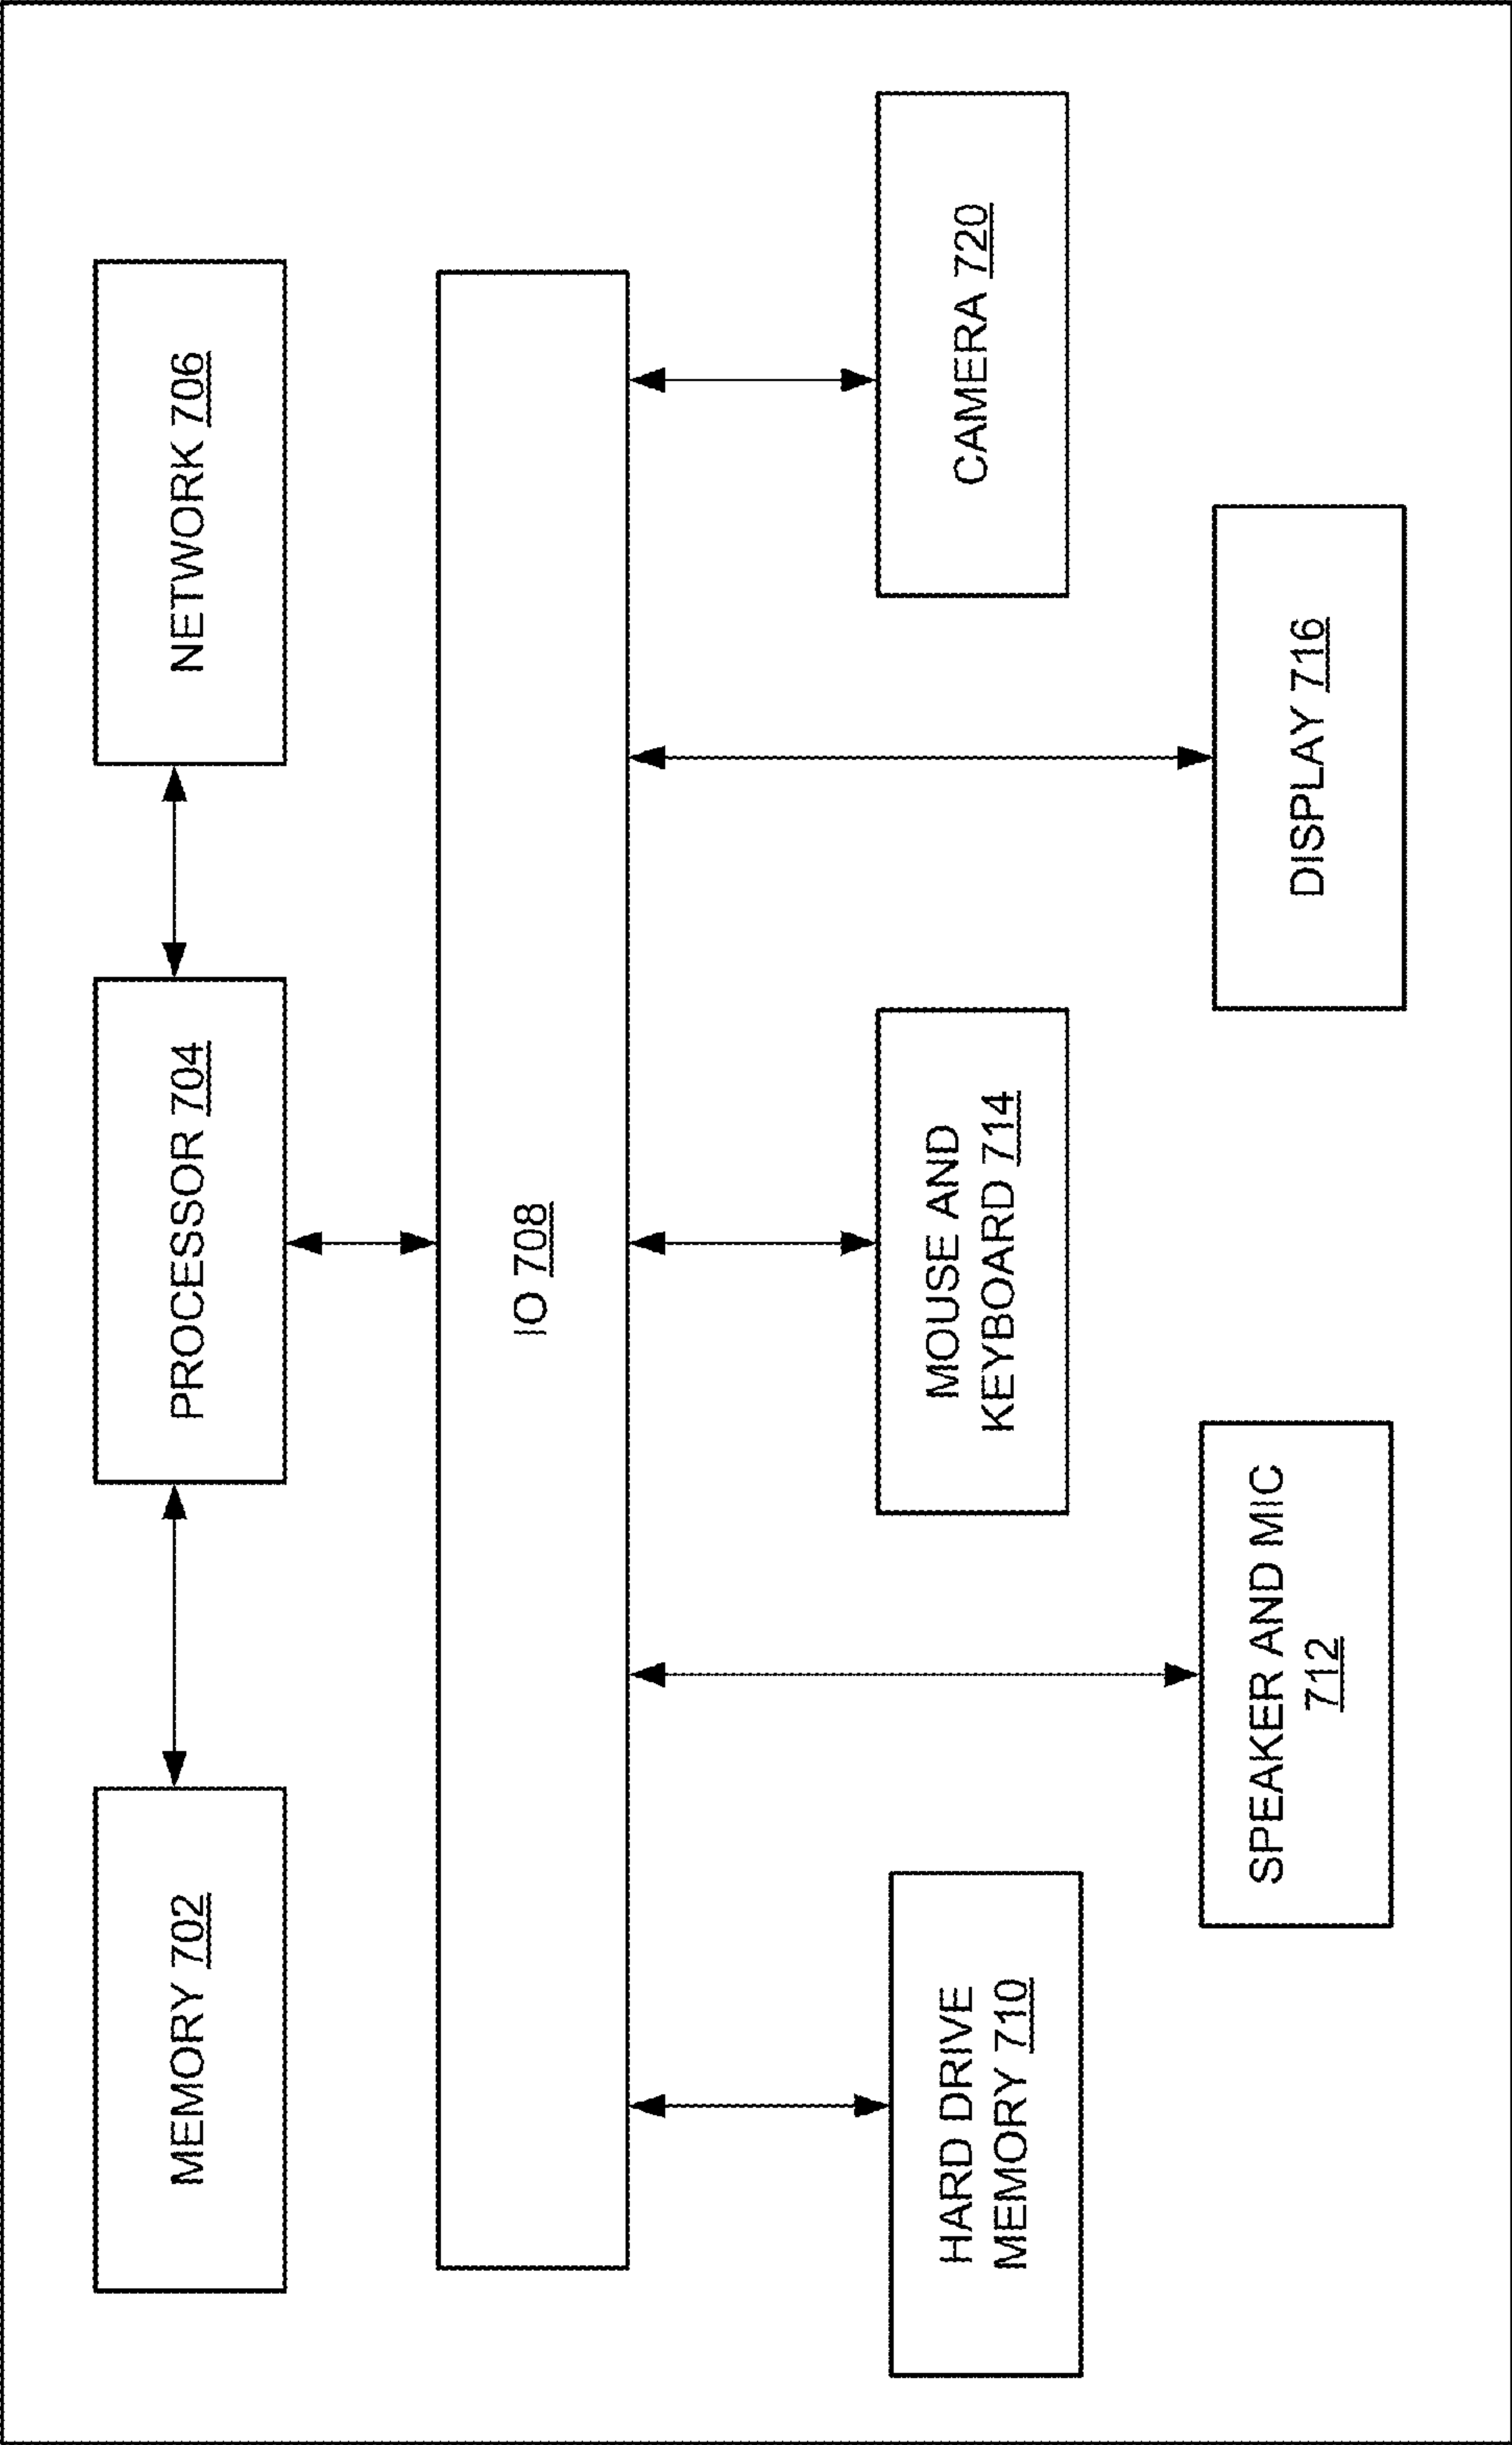 MEMORY 702
PROCESSOR 704
NETWORK 706
IO 708
HARD DRIVE
MEMORY 710
SPEAKER AND MIC
712
MOUSE AND
KEYBOARD 714
DISPLAY 716
CAMERA 720